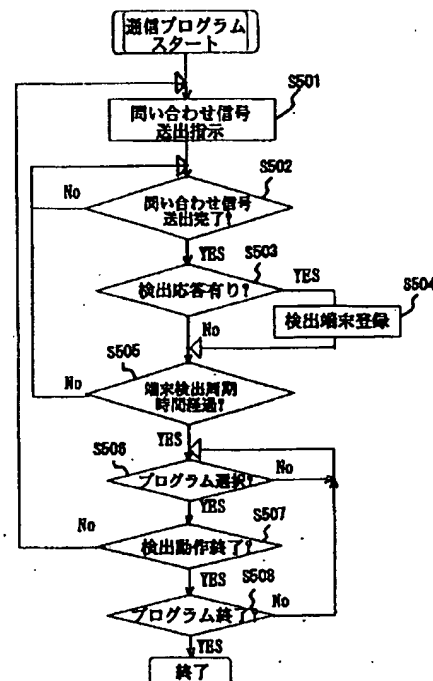 通信プログラム
スタート
S501
問い合わせ信号
送出指示
S502
No
問い合わせ信号
送出完了?
YES
S503
検出応答有り?
YES
S504
検出端末登録
No
S505
No
端末検出周期
時間経過?
YES
S506
プログラム選択?
No
YES
S507
No
検出動作終了?
YES
S508
プログラム終了?
No
YES
終了